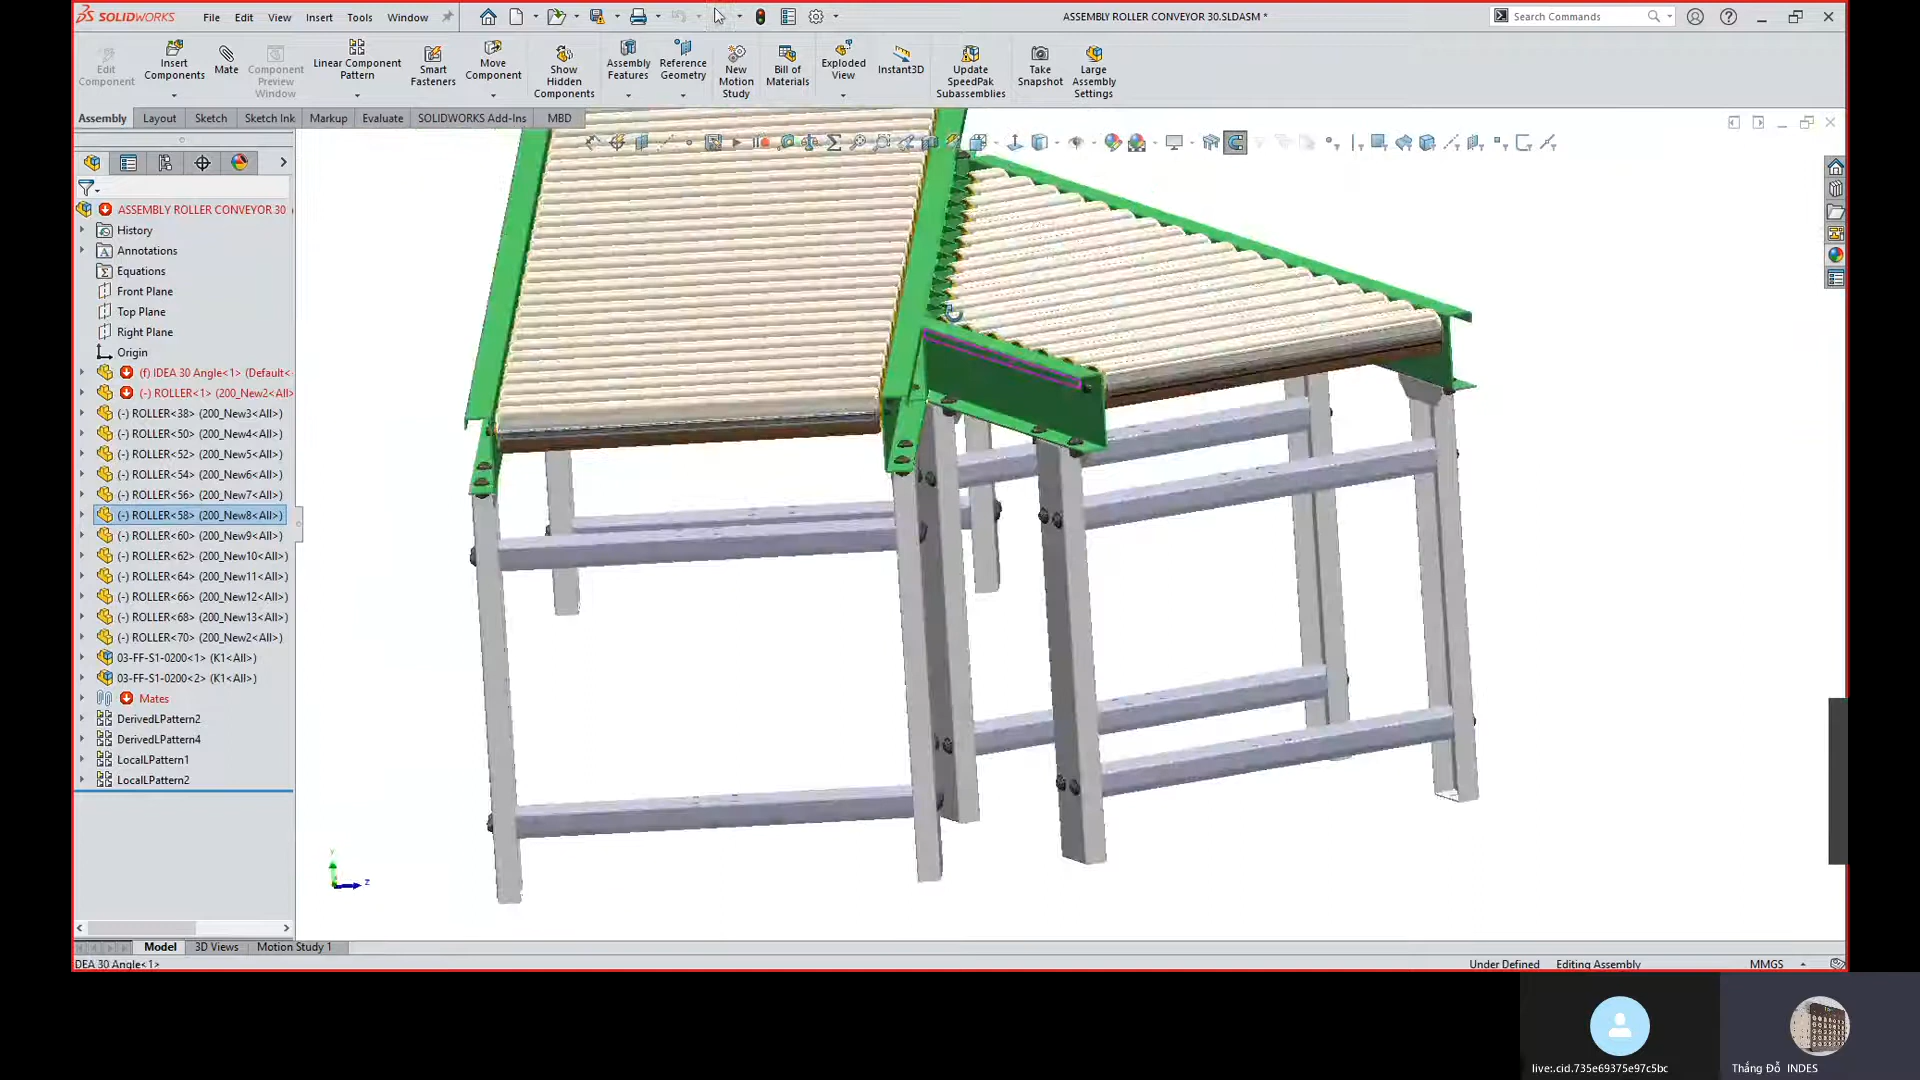 SOLIDWORKS File Edit View Insert Tools Window ASSEMBLY ROLLER CONVEYOR 30.SLDASM * Search Commands
Edit Component
Insert Components
Mate
Component Preview Window
Linear Component Pattern
Smart Fasteners
Move Component
Show Hidden Components
Assembly Features
Reference Geometry
New Motion Study
Bill of Materials
Exploded View
Instant3D
Update SpeedPak Subassemblies
Take Snapshot
Large Assembly Settings
Assembly Layout Sketch Sketch Ink Markup Evaluate SOLIDWORKS Add-Ins MBD
ASSEMBLY ROLLER CONVEYOR 30
History
Annotations
Equations
Front Plane
Top Plane
Right Plane
Origin
(f) IDEA 30 Angle<1> (Default<
(-) ROLLER<1> (200_New2<All>
(-) ROLLER<38> (200_New3<All>)
(-) ROLLER<50> (200_New4<All>)
(-) ROLLER<52> (200_New5<All>)
(-) ROLLER<54> (200_New6<All>)
(-) ROLLER<56> (200_New7<All>)
(-) ROLLER<58> (200_New8<All>)
(-) ROLLER<60> (200_New9<All>)
(-) ROLLER<62> (200_New10<All>)
(-) ROLLER<64> (200_New11<All>)
(-) ROLLER<66> (200_New12<All>)
(-) ROLLER<68> (200_New13<All>)
(-) ROLLER<70> (200_New2<All>)
03-FF-S1-0200<1> (K1<All>)
03-FF-S1-0200<2> (K1<All>)
Mates
DerivedLPattern2
DerivedLPattern4
LocalLPattern1
LocalLPattern2
y
z
Model 3D Views Motion Study 1
DEA 30 Angle<1> Under Defined Editing Assembly MMGS
live:.cid.735e69375e97c5bc Thắng Đỗ INDES